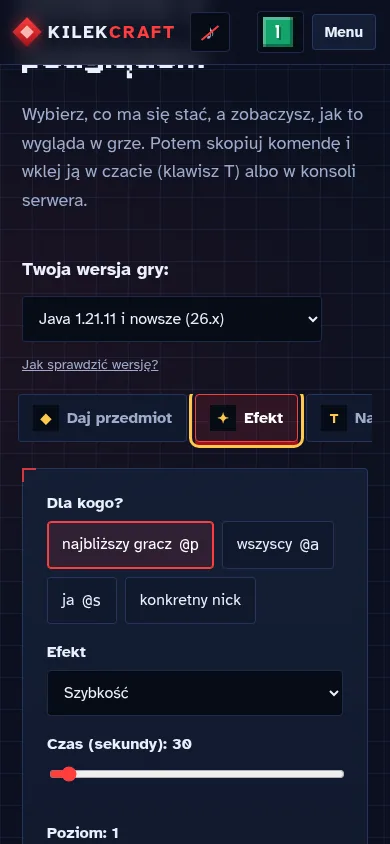 KILEKCRAFT
1
Menu
Wybierz, co ma się stać, a zobaczysz, jak to
wygląda w grze. Potem skopiuj komendę i
wklej ją w czacie (klawisz T) albo w konsoli
serwera.
Twoja wersja gry:
Java 1.21.11 i nowsze (26.x)
Jak sprawdzić wersję?
Daj przedmiot
Efekt
T Na
Dla kogo?
najbliższy gracz @p
wszyscy @a
ja @s
konkretny nick
Efekt
Szybkość
Czas (sekundy): 30
Poziom: 1